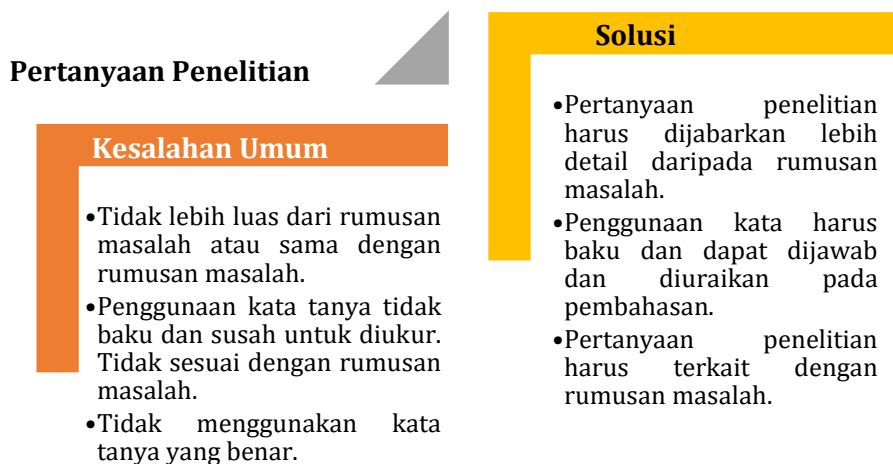 Pertanyaan Penelitian
Kesalahan Umum
•Tidak lebih luas dari rumusan
masalah atau sama dengan
rumusan masalah.
•Penggunaan kata tanya tidak
baku dan susah untuk diukur.
Tidak sesuai dengan rumusan
masalah.
•Tidak menggunakan kata
tanya yang benar.
Solusi
•Pertanyaan penelitian
harus dijabarkan lebih
detail daripada rumusan
masalah.
•Penggunaan kata harus
baku dan dapat dijawab
dan diuraikan pada
pembahasan.
•Pertanyaan penelitian
harus terkait dengan
rumusan masalah.